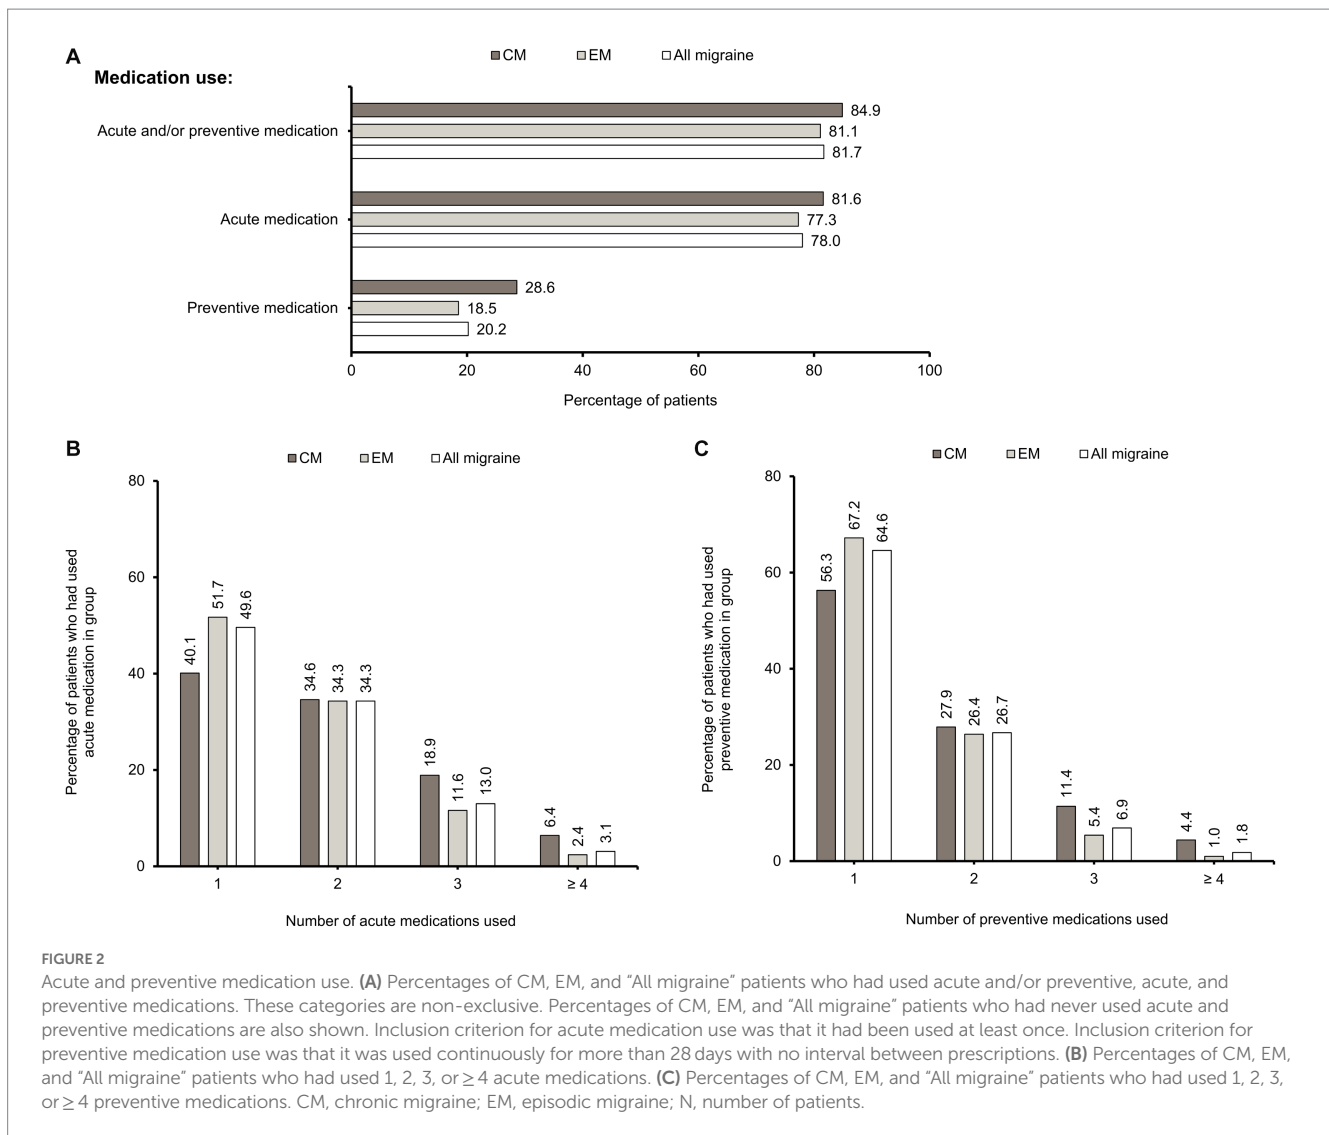 A
CM EM All migraine
Medication use:
Acute and/or preventive medication
84.9
81.1
81.7
Acute medication
81.6
77.3
78.0
Preventive medication
28.6
18.5
20.2
0 20 40 60 80 100
Percentage of patients
B
CM EM All migraine
Percentage of patients who had used
acute medication in group
80
60
40
20
0
40.1 51.7 49.6
34.6 34.3 34.3
18.9 11.6 13.0
6.4 2.4 3.1
1 2 3 ≥ 4
Number of acute medications used
C
CM EM All migraine
Percentage of patients who had used
preventive medication in group
80
60
40
20
0
56.3 67.2 64.6
27.9 26.4 26.7
11.4 5.4 6.9
4.4 1.0 1.8
1 2 3 ≥ 4
Number of preventive medications used
FIGURE 2
Acute and preventive medication use. (A) Percentages of CM, EM, and “All migraine” patients who had used acute and/or preventive, acute, and
preventive medications. These categories are non-exclusive. Percentages of CM, EM, and “All migraine” patients who had never used acute and
preventive medications are also shown. Inclusion criterion for acute medication use was that it had been used at least once. Inclusion criterion for
preventive medication use was that it was used continuously for more than 28 days with no interval between prescriptions. (B) Percentages of CM, EM,
and “All migraine” patients who had used 1, 2, 3, or ≥ 4 acute medications. (C) Percentages of CM, EM, and “All migraine” patients who had used 1, 2, 3,
or ≥ 4 preventive medications. CM, chronic migraine; EM, episodic migraine; N, number of patients.